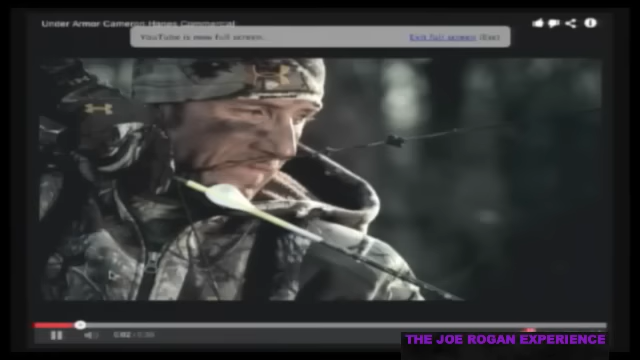 Under Armor Cameron Hanes Commercial
YouTube is now full screen.
Exit full screen (Esc)
THE JOE ROGAN EXPERIENCE